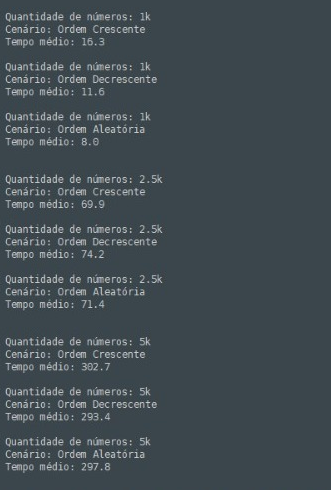 Quantidade de números: 1k
Cenário: Ordem Crescente
Tempo médio: 16.3
Quantidade de números: 1k
Cenário: Ordem Decrescente
Tempo médio: 11.6
Quantidade de números: 1k
Cenário: Ordem Aleatória
Tempo médio: 8.0
Quantidade de números: 2.5k
Cenário: Ordem Crescente
Tempo médio: 69.9
Quantidade de números: 2.5k
Cenário: Ordem Decrescente
Tempo médio: 74.2
Quantidade de números: 2.5k
Cenário: Ordem Aleatória
Tempo médio: 71.4
Quantidade de números: 5k
Cenário: Ordem Crescente
Tempo médio: 302.7
Quantidade de números: 5k
Cenário: Ordem Decrescente
Tempo médio: 293.4
Quantidade de números: 5k
Cenário: Ordem Aleatória
Tempo médio: 297.8